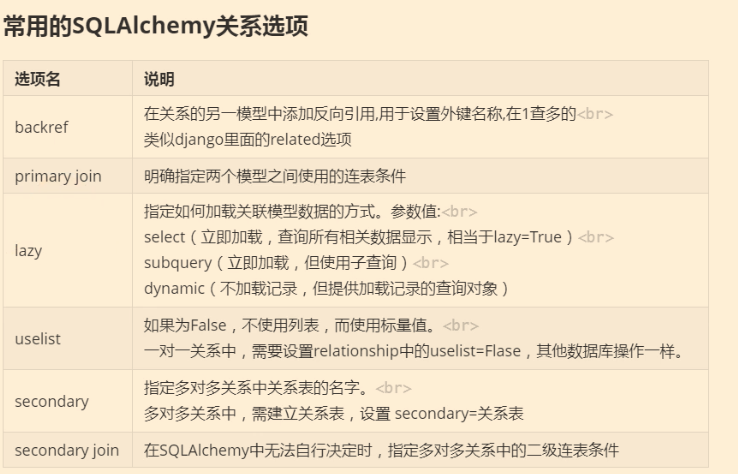 常用的SQLAlchemy关系选项
选项名 说明
backref
在关系的另一模型中添加反向引用,用于设置外键名称,在1查多的<br>
类似django里面的related选项
primary join 明确指定两个模型之间使用的连表条件
lazy
指定如何加载关联模型数据的方式。参数值:<br>
select（立即加载，查询所有相关数据显示，相当于lazy=True）<br>
subquery（立即加载，但使用子查询）<br>
dynamic（不加载记录，但提供加载记录的查询对象）
uselist
如果为False，不使用列表，而使用标量值。<br>
一对一关系中，需要设置relationship中的uselist=Flase，其他数据库操作一样。
secondary
指定多对多关系中关系表的名字。<br>
多对多关系中，需建立关系表，设置 secondary=关系表
secondary join 在SQLAlchemy中无法自行决定时，指定多对多关系中的二级连表条件